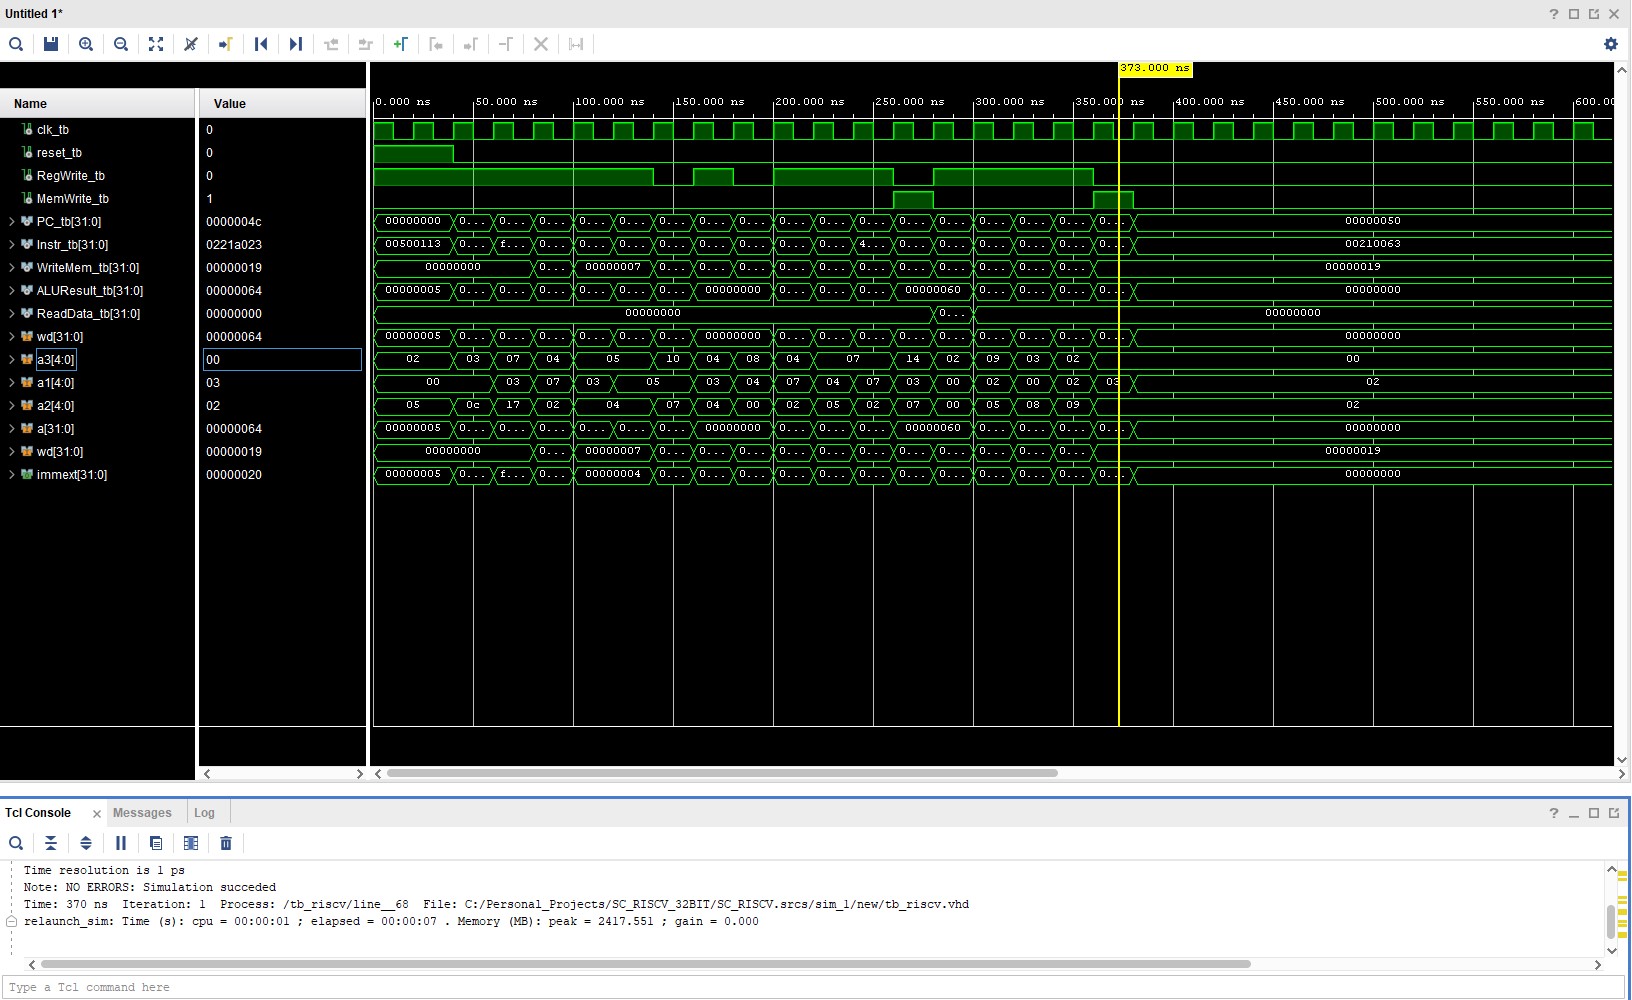 Untitled 1*
373.000 ns
Name Value
0.000 ns 50.000 ns 100.000 ns 150.000 ns 200.000 ns 250.000 ns 300.000 ns 350.000 ns 400.000 ns 450.000 ns 500.000 ns 550.000 ns 600.0
clk_tb 0
reset_tb 0
RegWrite_tb 0
MemWrite_tb 1
PC_tb[31:0] 0000004c 00000000 0... 0... 0... 0... 0... 0... 0... 0... 0... 0... 0... 0... 0... 0... 0... 0... 0... 00000050
Instr_tb[31:0] 0221a023 00500113 0... f... 0... 0... 0... 0... 0... 0... 0... 0... 4... 0... 0... 0... 0... 0... 0... 00210063
WriteMem_tb[31:0] 00000019 00000000 0... 00000007 0... 0... 0... 0... 0... 0... 0... 0... 0... 0... 0... 00000019
ALUResult_tb[31:0] 00000064 00000005 0... 0... 0... 0... 0... 0... 00000000 0... 0... 0... 00000060 0... 0... 0... 0... 00000000
ReadData_tb[31:0] 00000000 00000000 0... 00000000
wd[31:0] 00000064 00000005 0... 0... 0... 0... 0... 0... 00000000 0... 0... 0... 0... 0... 0... 0... 0... 0... 00000000
a3[4:0] 00 02 03 07 04 05 10 04 08 04 07 14 02 09 03 02 00
a1[4:0] 03 00 03 07 03 05 03 04 07 04 07 03 00 02 00 02 03 02
a2[4:0] 02 05 0c 17 02 04 07 04 00 02 05 02 07 00 05 08 09 02
a[31:0] 00000064 00000005 0... 0... 0... 0... 0... 0... 00000000 0... 0... 0... 00000060 0... 0... 0... 0... 00000000
wd[31:0] 00000019 00000000 0... 00000007 0... 0... 0... 0... 0... 0... 0... 0... 0... 0... 0... 00000019
immext[31:0] 00000020 00000005 0... f... 0... 00000004 0... 0... 0... 0... 0... 0... 0... 0... 0... 0... 0... 0... 00000000
Tcl Console Messages Log
Time resolution is 1 ps
Note: NO ERRORS: Simulation succeded
Time: 370 ns Iteration: 1 Process: /tb_riscv/line__68 File: C:/Personal_Projects/SC_RISCV_32BIT/SC_RISCV.srcs/sim_1/new/tb_riscv.vhd
relaunch_sim: Time (s): cpu = 00:00:01 ; elapsed = 00:00:07 . Memory (MB): peak = 2417.551 ; gain = 0.000
Type a Tcl command here